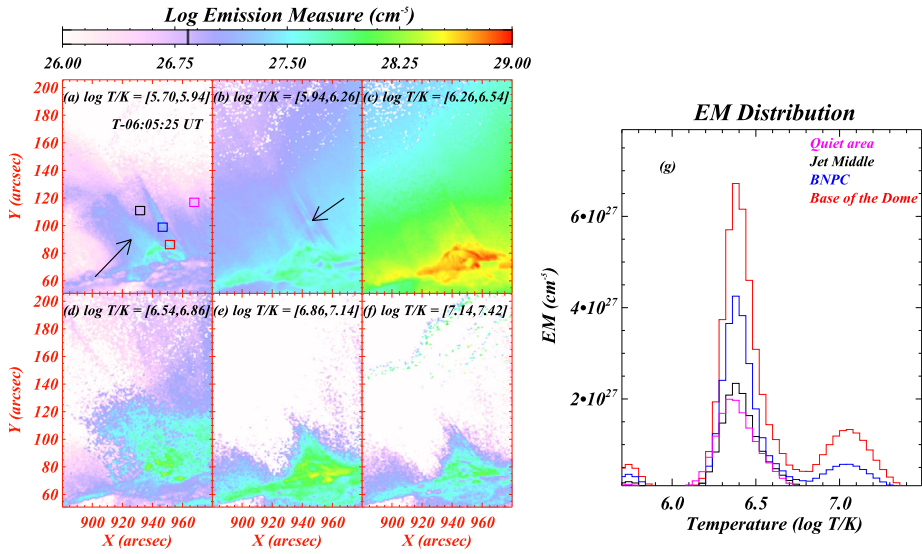 Log Emission Measure (cm⁻⁵)
26.00 26.75 27.50 28.25 29.00
(a) log T/K = [5.70,5.94]
(b) log T/K = [5.94,6.26]
(c) log T/K = [6.26,6.54]
T-06:05:25 UT
200
180
160
140
120
100
80
60
Y (arcsec)
(d) log T/K = [6.54,6.86]
(e) log T/K = [6.86,7.14]
(f) log T/K = [7.14,7.42]
200
180
160
140
120
100
80
60
Y (arcsec)
900 920 940 960
900 920 940 960
900 920 940 960
X (arcsec)
X (arcsec)
X (arcsec)
EM Distribution
(g)
Quiet area
Jet Middle
BNPC
Base of the Dome
6•10²⁷
4•10²⁷
2•10²⁷
EM (cm⁻⁵)
6.0 6.5 7.0
Temperature (log T/K)